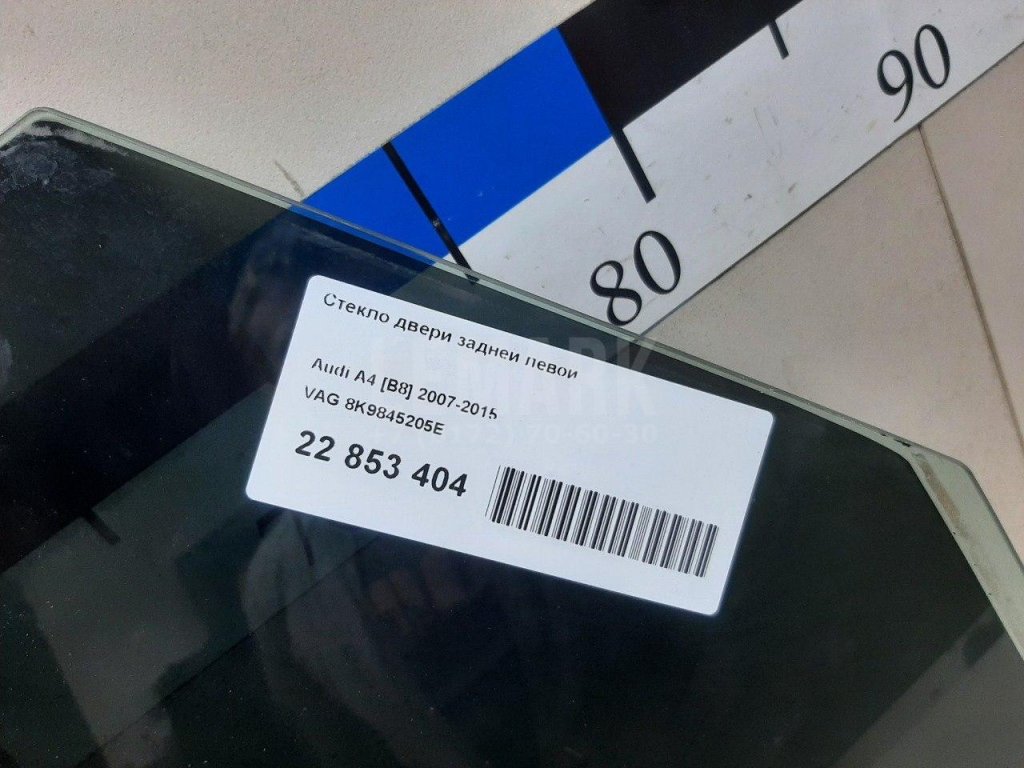 90
80
Стекло двери задней левой
Audi A4 [B8] 2007-2015
VAG 8K9845205E
22 853 404